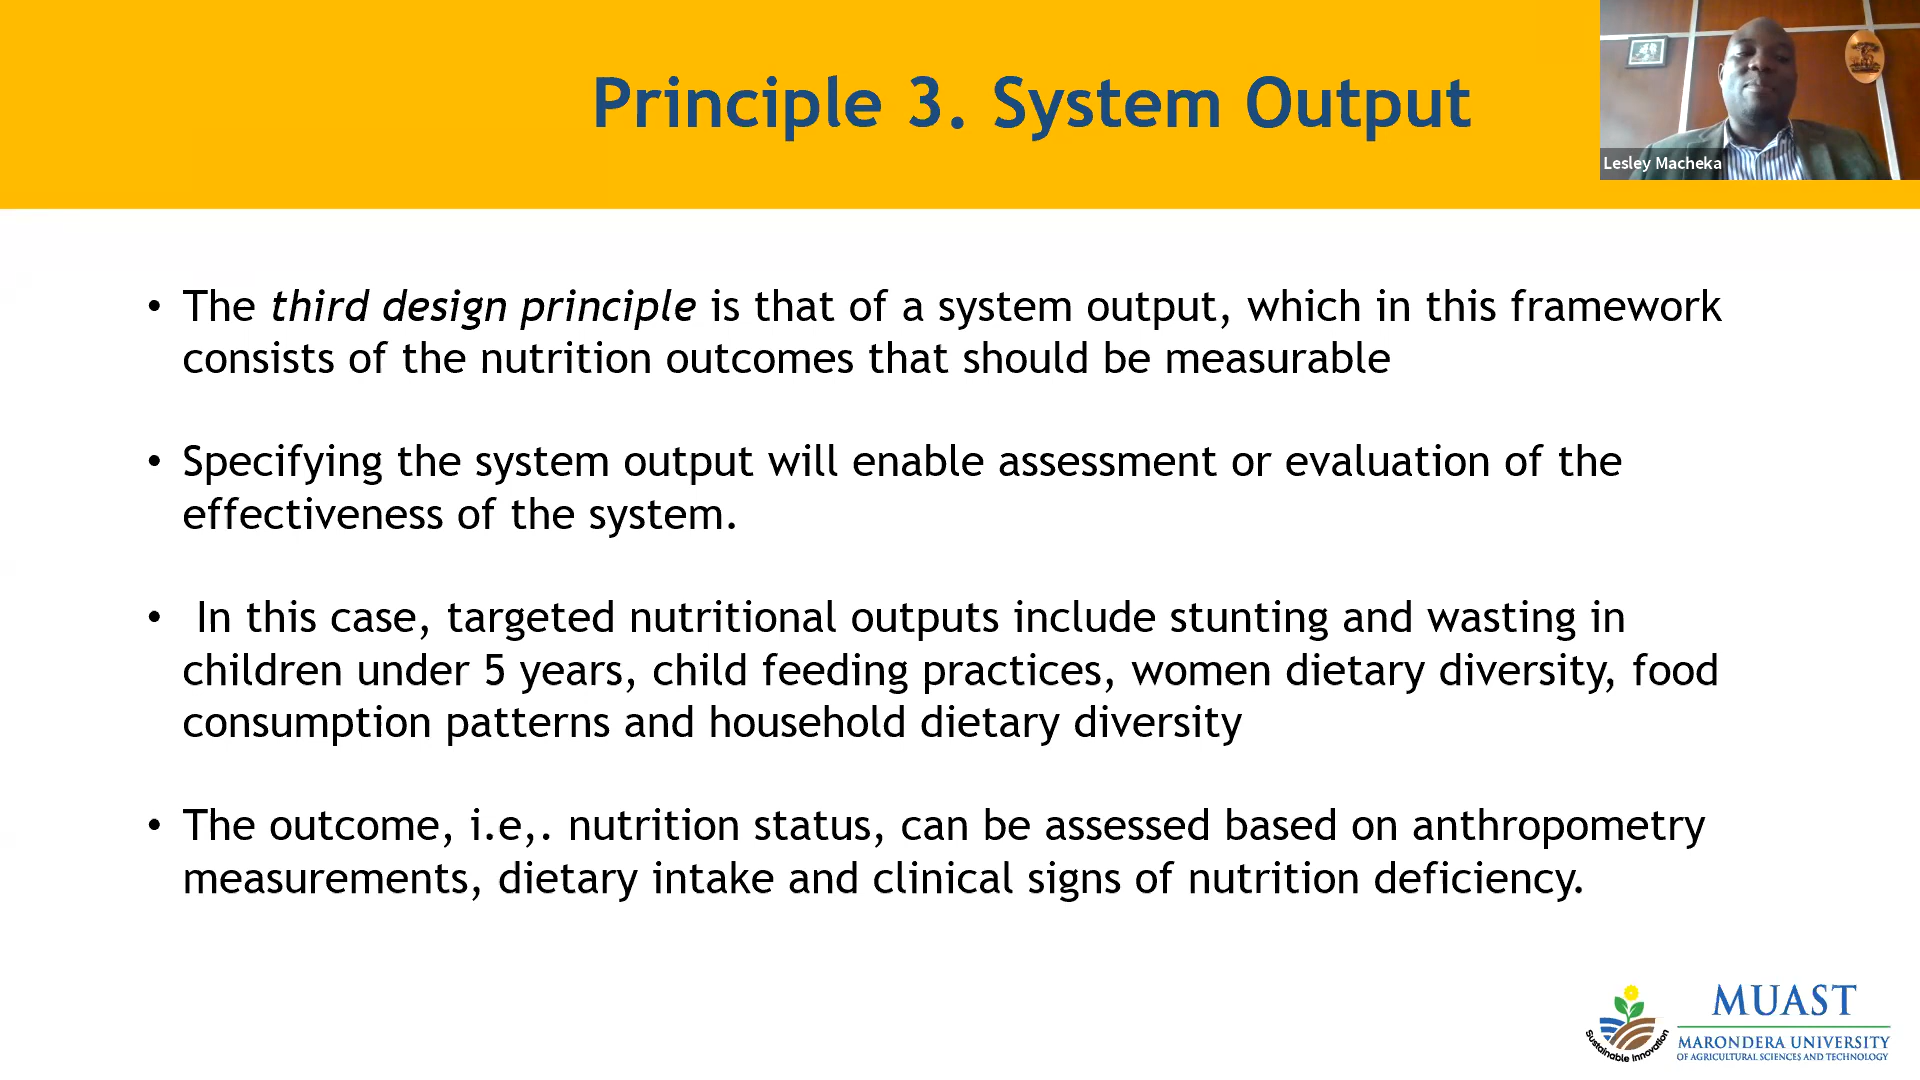 Principle 3. System Output
Lesley Macheka
• The third design principle is that of a system output, which in this framework
consists of the nutrition outcomes that should be measurable
• Specifying the system output will enable assessment or evaluation of the
effectiveness of the system.
• In this case, targeted nutritional outputs include stunting and wasting in
children under 5 years, child feeding practices, women dietary diversity, food
consumption patterns and household dietary diversity
• The outcome, i.e,. nutrition status, can be assessed based on anthropometry
measurements, dietary intake and clinical signs of nutrition deficiency.
Sustainable Innovation
MUAST
MARONDERA UNIVERSITY
OF AGRICULTURAL SCIENCES AND TECHNOLOGY